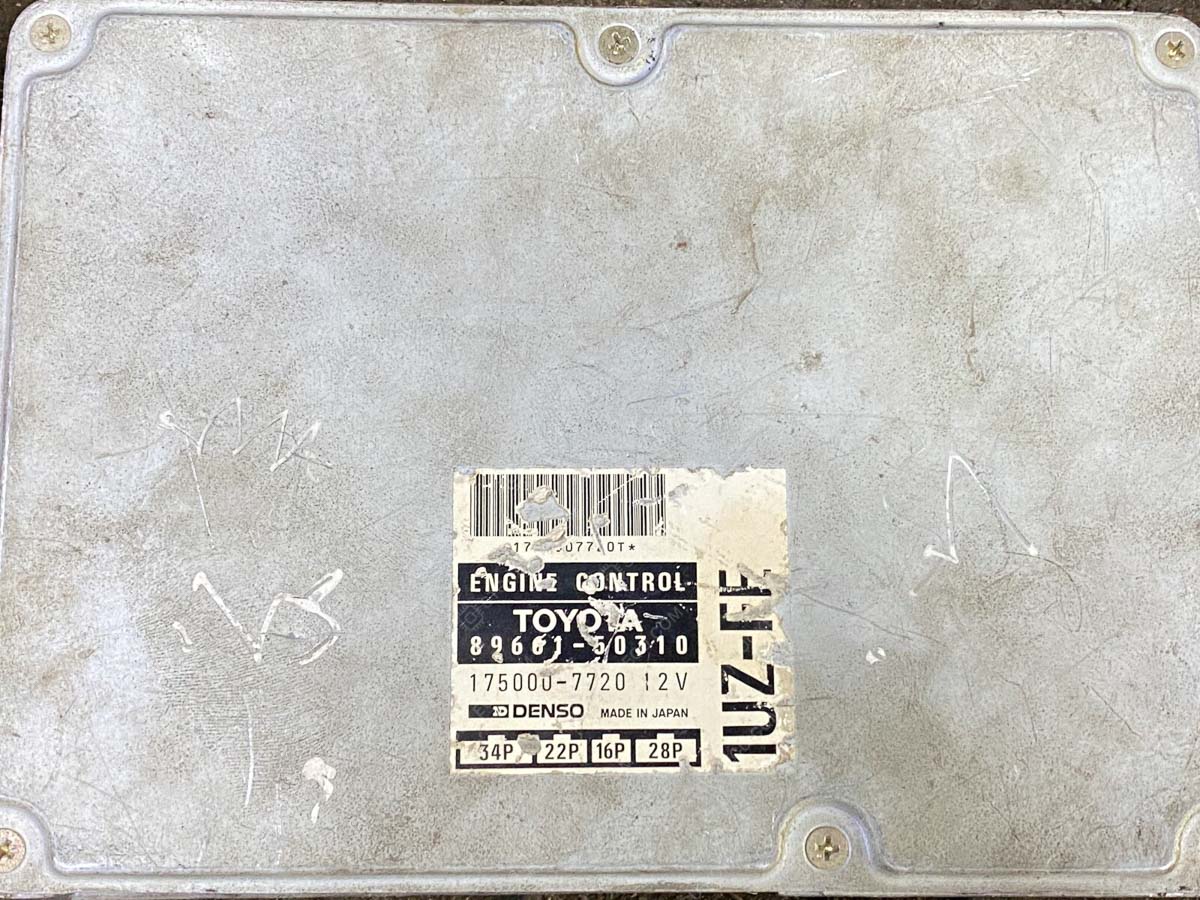 ENGINE CONTROL
TOYOTA
89661-50310
175000-7720 12V
DENSO MADE IN JAPAN
34P 22P 16P 28P
1UZ-FE